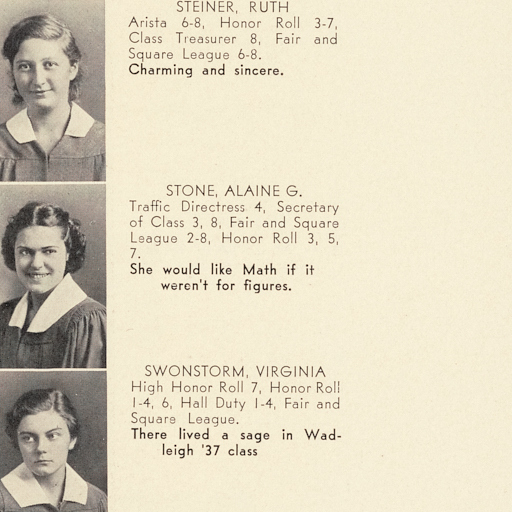 STEINER, RUTH
Arista 6-8, Honor Roll 3-7,
Class Treasurer 8, Fair and
Square League 6-8.
Charming and sincere.
STONE, ALAINE G.
Traffic Directress 4, Secretary
of Class 3, 8, Fair and Square
League 2-8, Honor Roll 3, 5,
7.
She would like Math if it
weren't for figures.
SWONSTORM, VIRGINIA
High Honor Roll 7, Honor Roll
1-4, 6, Hall Duty 1-4, Fair and
Square League.
There lived a sage in Wad-
leigh '37 class